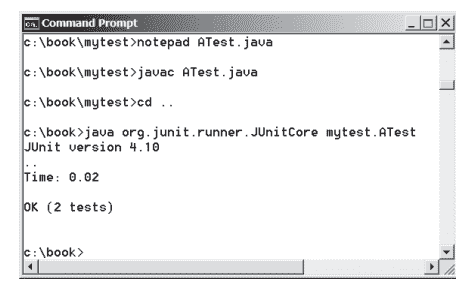 Command Prompt
c:\book\mytest>notepad ATest.java
c:\book\mytest>javac ATest.java
c:\book\mytest>cd ..
c:\book>java org.junit.runner.JUnitCore mytest.ATest
JUnit version 4.10
..
Time: 0.02
OK (2 tests)
c:\book>